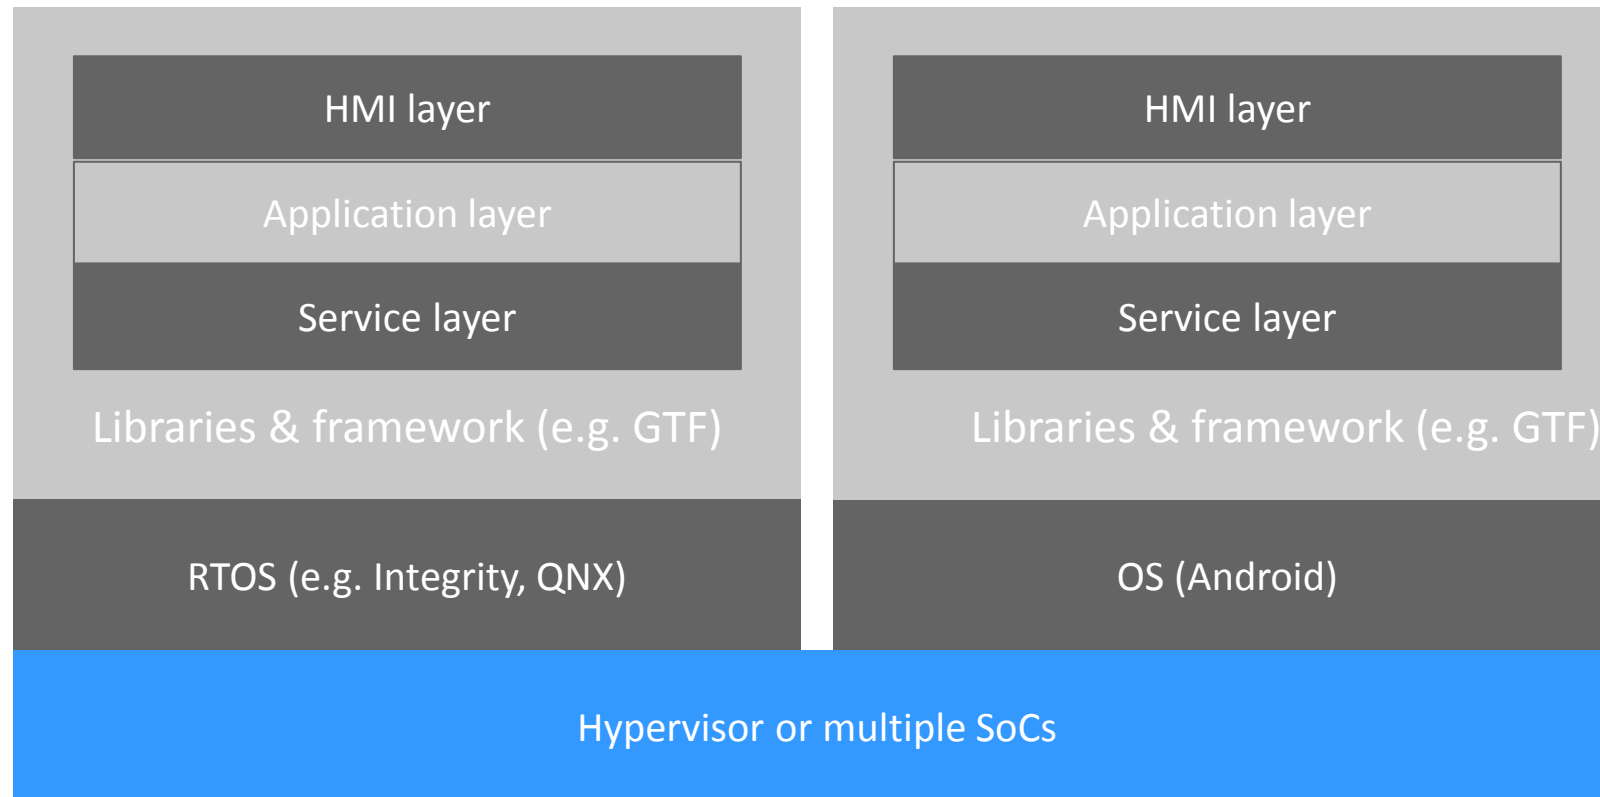 HMI layer
Application layer
Service layer
Libraries & framework (e.g. GTF)
RTOS (e.g. Integrity, QNX)
HMI layer
Application layer
Service layer
Libraries & framework (e.g. GTF)
OS (Android)
Hypervisor or multiple SoCs